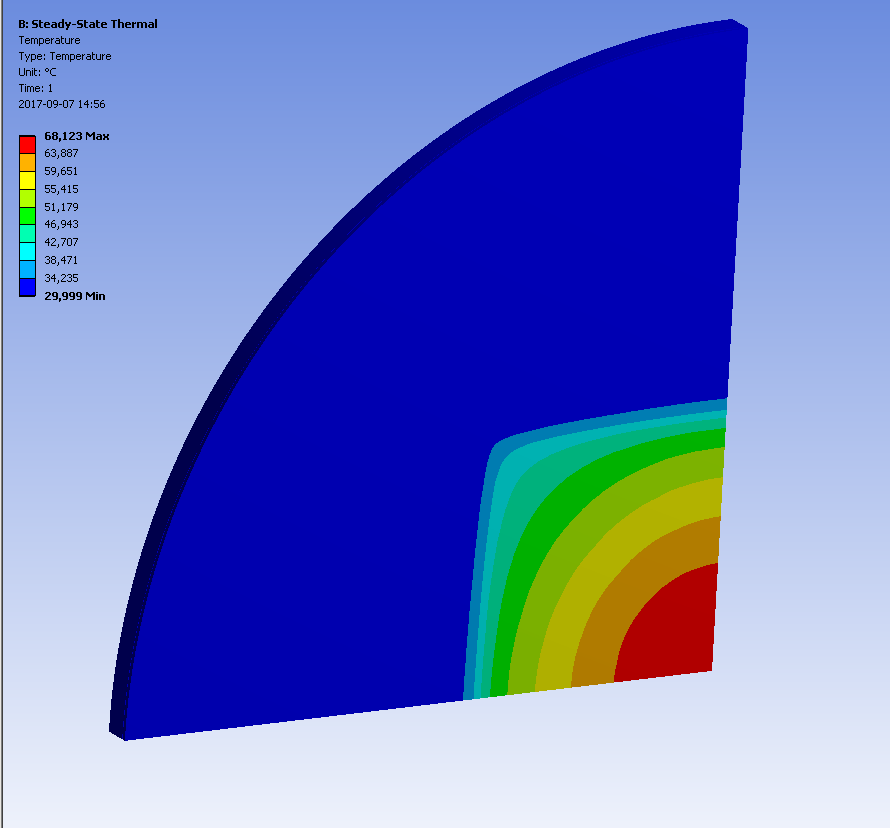 B: Steady-State Thermal
Temperature
Type: Temperature
Unit: °C
Time: 1
2017-09-07 14:56
68,123 Max
63,887
59,651
55,415
51,179
46,943
42,707
38,471
34,235
29,999 Min